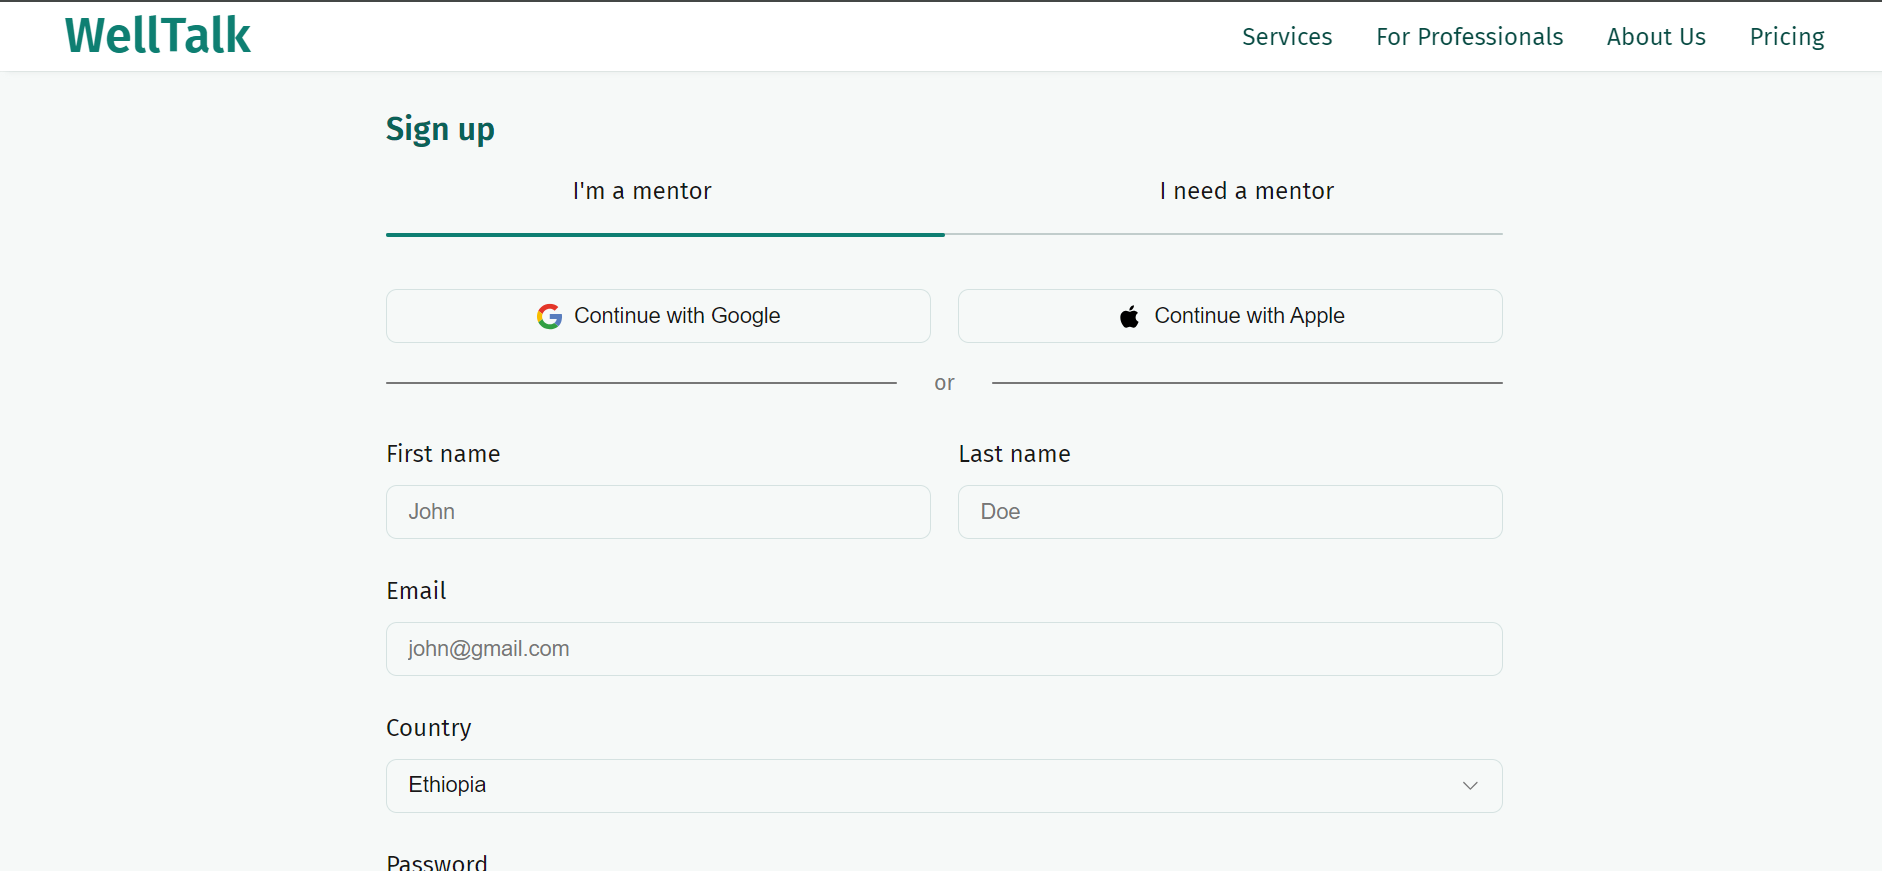 WellTalk Services For Professionals About Us Pricing
Sign up
I'm a mentor I need a mentor
Continue with Google Continue with Apple
or
First name Last name
John Doe
Email
john@gmail.com
Country
Ethiopia
Password